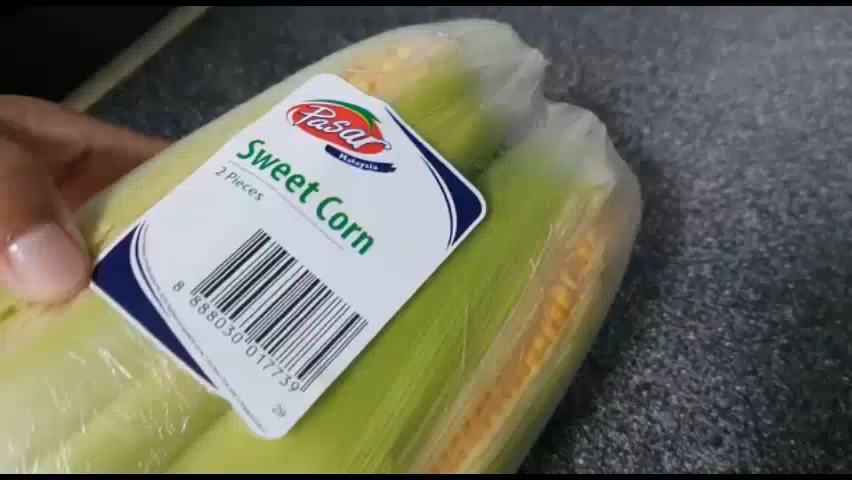 Pasar
Malaysia
Sweet Corn
2 Pieces
8 888030 017739
29